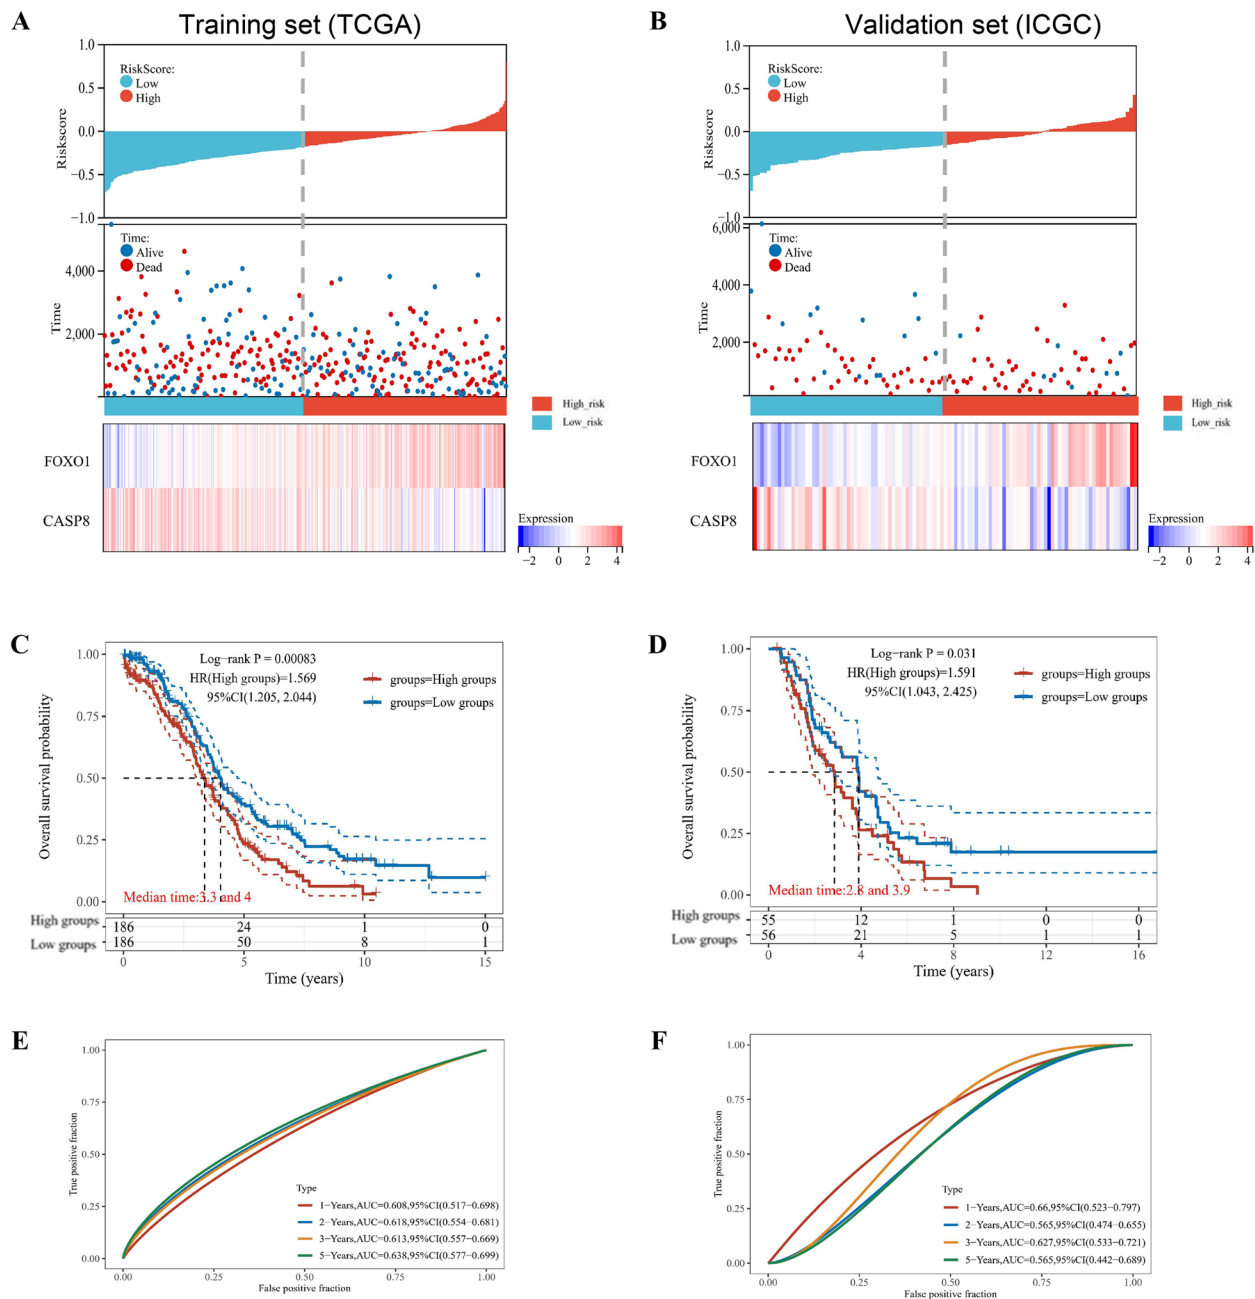 A
Training set (TCGA)
1.0
0.5
0.0
−0.5
−1.0
Riskscore
RiskScore:
Low
High
4,000
2,000
Time
Time:
Alive
Dead
High_risk
Low_risk
FOXO1
CASP8
Expression
−2 0 2 4
B
Validation set (ICGC)
1.0
0.5
0.0
−0.5
−1.0
Riskscore
RiskScore:
Low
High
6,000
4,000
2,000
Time
Time:
Alive
Dead
High_risk
Low_risk
FOXO1
CASP8
Expression
−2 0 2 4
C
1.00
0.75
0.50
0.25
0.00
Overall survival probability
Log−rank P = 0.00083
HR(High groups)=1.569
95%CI(1.205, 2.044)
groups=High groups
groups=Low groups
Median time:3.3 and 4
High groups 186 24 1 0
Low groups 186 50 8 1
0 5 10 15
Time (years)
D
1.00
0.75
0.50
0.25
0.00
Overall survival probability
Log−rank P = 0.031
HR(High groups)=1.591
95%CI(1.043, 2.425)
groups=High groups
groups=Low groups
Median time:2.8 and 3.9
High groups 55 12 1 0 0
Low groups 56 21 5 1 1
0 4 8 12 16
Time (years)
E
1.00
0.75
0.50
0.25
0.00
True positive fraction
Type
1−Years,AUC=0.608,95%CI(0.517−0.698)
2−Years,AUC=0.618,95%CI(0.554−0.681)
3−Years,AUC=0.613,95%CI(0.557−0.669)
5−Years,AUC=0.638,95%CI(0.577−0.699)
0.00 0.25 0.50 0.75 1.00
False positive fraction
F
1.00
0.75
0.50
0.25
0.00
True positive fraction
Type
1−Years,AUC=0.66,95%CI(0.523−0.797)
2−Years,AUC=0.565,95%CI(0.474−0.655)
3−Years,AUC=0.627,95%CI(0.533−0.721)
5−Years,AUC=0.565,95%CI(0.442−0.689)
0.00 0.25 0.50 0.75 1.00
False positive fraction